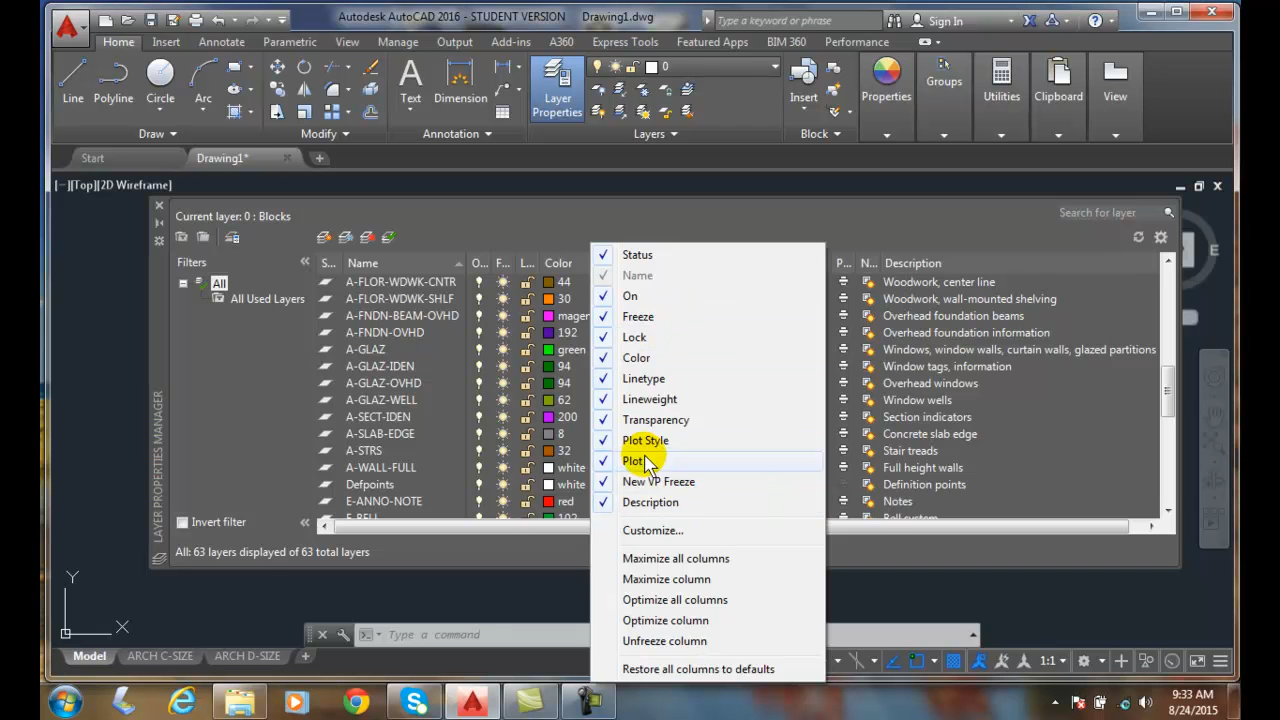 Autodesk AutoCAD 2016 - STUDENT VERSION Drawing1.dwg Type a keyword or phrase Sign In
Home Insert Annotate Parametric View Manage Output Add-ins A360 Express Tools Featured Apps BIM 360 Performance
0
Line Polyline Circle Arc Text Dimension Layer Properties Insert Properties Groups Utilities Clipboard View
Draw Modify Annotation Layers Block
Start Drawing1*
[−][Top][2D Wireframe]
Current layer: 0 : Blocks Search for layer
E
Filters S... Name O... F... L... Color P... N... Description
All
All Used Layers
A-FLOR-WDWK-CNTR 44 Woodwork, center line
A-FLOR-WDWK-SHLF 30 Woodwork, wall-mounted shelving
A-FNDN-BEAM-OVHD magen Overhead foundation beams
A-FNDN-OVHD 192 Overhead foundation information
A-GLAZ green Windows, window walls, curtain walls, glazed partitions
A-GLAZ-IDEN 94 Window tags, information
A-GLAZ-OVHD 94 Overhead windows
A-GLAZ-WELL 62 Window wells
A-SECT-IDEN 200 Section indicators
A-SLAB-EDGE 8 Concrete slab edge
A-STRS 32 Stair treads
A-WALL-FULL white Full height walls
Defpoints white Definition points
E-ANNO-NOTE red Notes
E-BELL 102 Bell system
Status
Name
On
Freeze
Lock
Color
Linetype
Lineweight
Transparency
Plot Style
Plot
New VP Freeze
Description
Customize...
Maximize all columns
Maximize column
Optimize all columns
Optimize column
Unfreeze column
Restore all columns to defaults
Invert filter
All: 63 layers displayed of 63 total layers
LAYER PROPERTIES MANAGER
Y
X
Type a command
Model ARCH C-SIZE ARCH D-SIZE 1:1
9:33 AM
8/24/2015